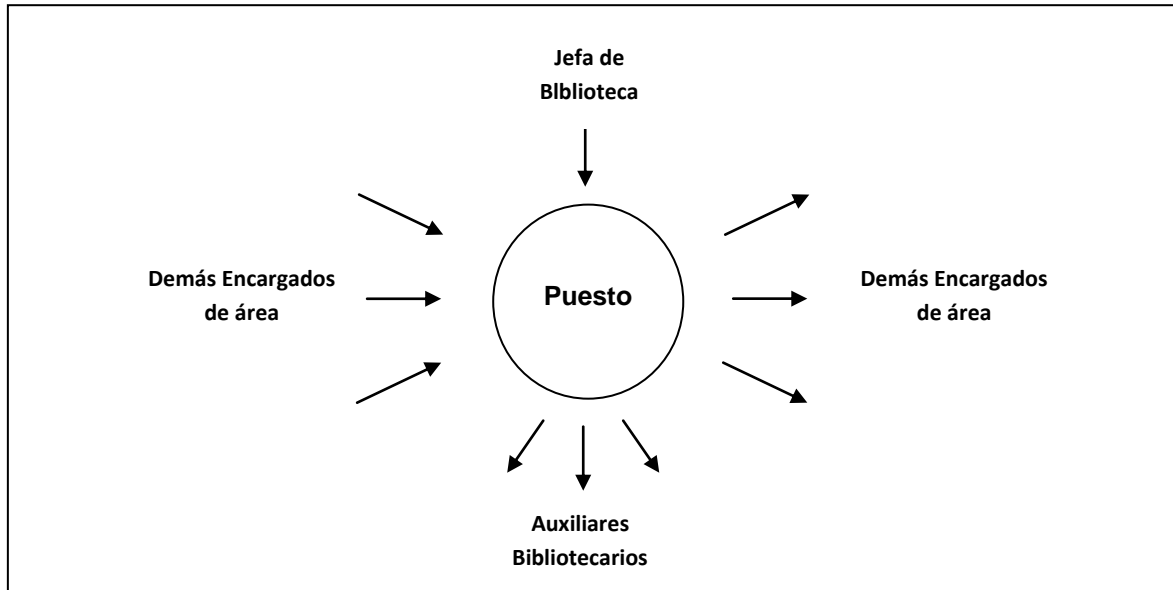 Jefa de
Blblioteca
Demás Encargados
de área
Puesto
Demás Encargados
de área
Auxiliares
Bibliotecarios